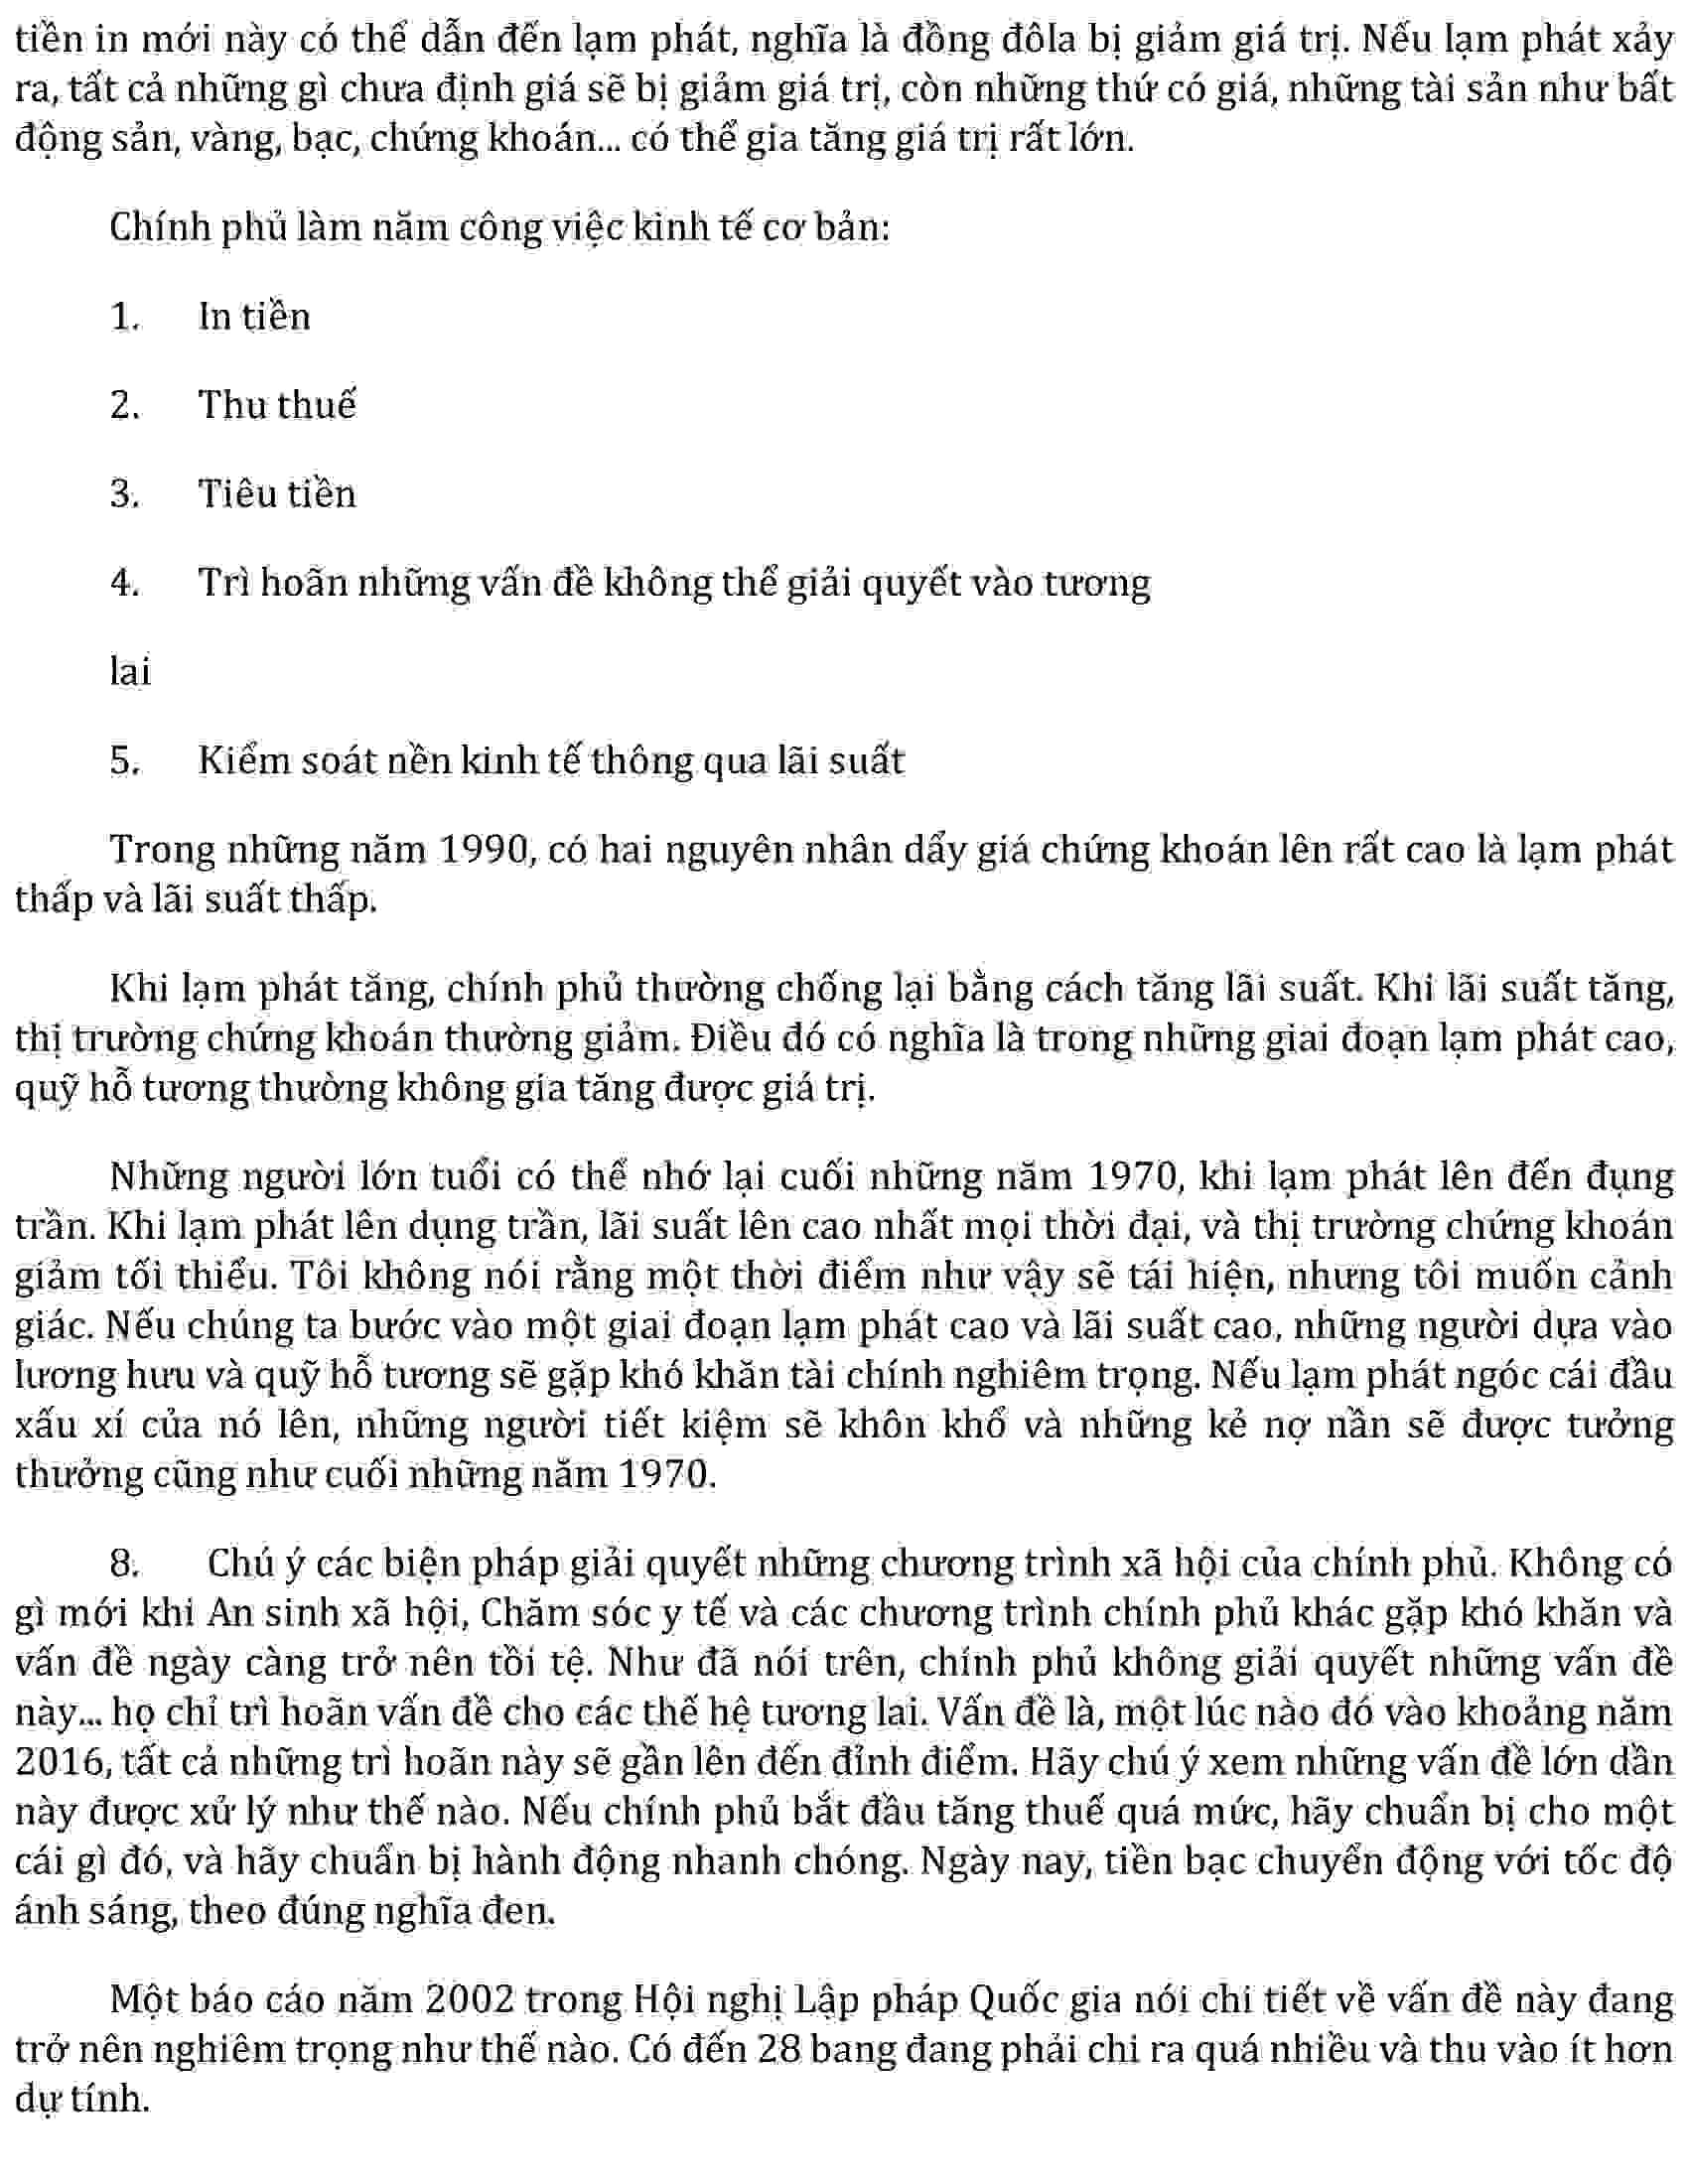 tiền in mới này có thể dẫn đến lạm phát, nghĩa là đồng đôla bị giảm giá trị. Nếu lạm phát xảy
ra, tất cả những gì chưa định giá sẽ bị giảm giá trị, còn những thứ có giá, những tài sản như bất
động sản, vàng, bạc, chứng khoán... có thể gia tăng giá trị rất lớn.
Chính phủ làm năm công việc kinh tế cơ bản:
1. In tiền
2. Thu thuế
3. Tiêu tiền
4. Trì hoãn những vấn đề không thể giải quyết vào tương
lai
5. Kiểm soát nền kinh tế thông qua lãi suất
Trong những năm 1990, có hai nguyên nhân dẩy giá chứng khoán lên rất cao là lạm phát
thấp và lãi suất thấp.
Khi lạm phát tăng, chính phủ thường chống lại bằng cách tăng lãi suất. Khi lãi suất tăng,
thị trường chứng khoán thường giảm. Điều đó có nghĩa là trong những giai đoạn lạm phát cao,
quỹ hỗ tương thường không gia tăng được giá trị.
Những người lớn tuổi có thể nhớ lại cuối những năm 1970, khi lạm phát lên đến đụng
trần. Khi lạm phát lên dụng trần, lãi suất lên cao nhất mọi thời đại, và thị trường chứng khoán
giảm tối thiểu. Tôi không nói rằng một thời điểm như vậy sẽ tái hiện, nhưng tôi muốn cảnh
giác. Nếu chúng ta bước vào một giai đoạn lạm phát cao và lãi suất cao, những người dựa vào
lương hưu và quỹ hỗ tương sẽ gặp khó khăn tài chính nghiêm trọng. Nếu lạm phát ngóc cái đầu
xấu xí của nó lên, những người tiết kiệm sẽ khôn khổ và những kẻ nợ nần sẽ được tưởng
thưởng cũng như cuối những năm 1970.
8. Chú ý các biện pháp giải quyết những chương trình xã hội của chính phủ. Không có
gì mới khi An sinh xã hội, Chăm sóc y tế và các chương trình chính phủ khác gặp khó khăn và
vấn đề ngày càng trở nên tồi tệ. Như đã nói trên, chính phủ không giải quyết những vấn đề
này... họ chỉ trì hoãn vấn đề cho các thế hệ tương lai. Vấn đề là, một lúc nào đó vào khoảng năm
2016, tất cả những trì hoãn này sẽ gần lên đến đỉnh điểm. Hãy chú ý xem những vấn đề lớn dần
này được xử lý như thế nào. Nếu chính phủ bắt đầu tăng thuế quá mức, hãy chuẩn bị cho một
cái gì đó, và hãy chuẩn bị hành động nhanh chóng. Ngày nay, tiền bạc chuyển động với tốc độ
ánh sáng, theo đúng nghĩa đen.
Một báo cáo năm 2002 trong Hội nghị Lập pháp Quốc gia nói chi tiết về vấn đề này đang
trở nên nghiêm trọng như thế nào. Có đến 28 bang đang phải chi ra quá nhiều và thu vào ít hơn
dự tính.